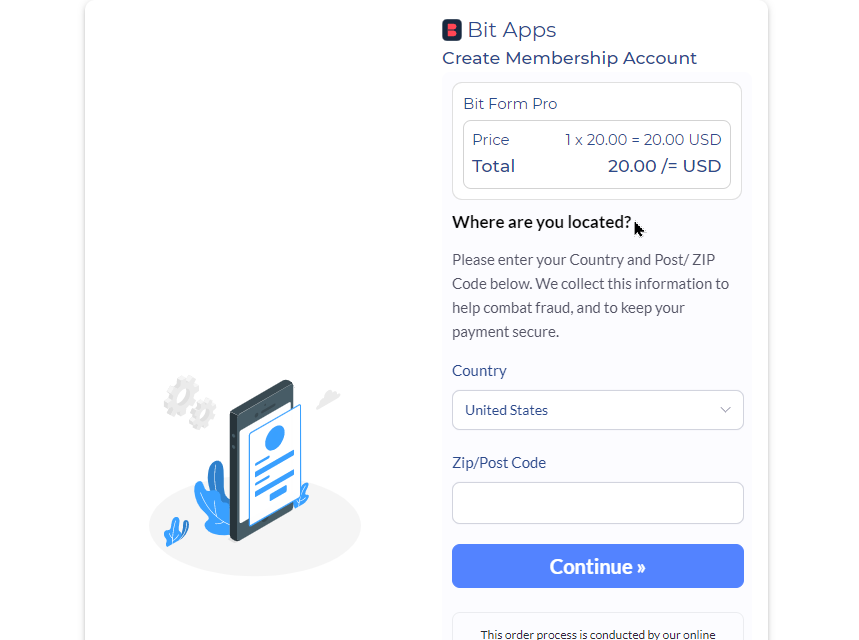 Bit Apps
Create Membership Account
Bit Form Pro
Price 1 x 20.00 = 20.00 USD
Total 20.00 /= USD
Where are you located?
Please enter your Country and Post/ ZIP
Code below. We collect this information to
help combat fraud, and to keep your
payment secure.
Country
United States
Zip/Post Code
Continue »
This order process is conducted by our online